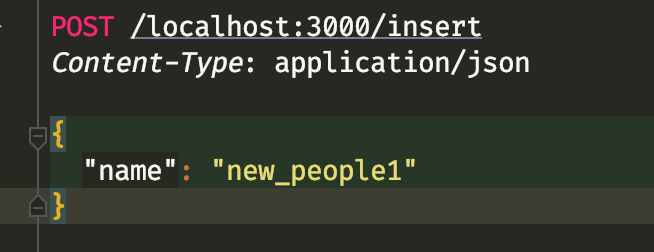 POST /localhost:3000/insert
Content-Type: application/json
{
"name": "new_people1"
}